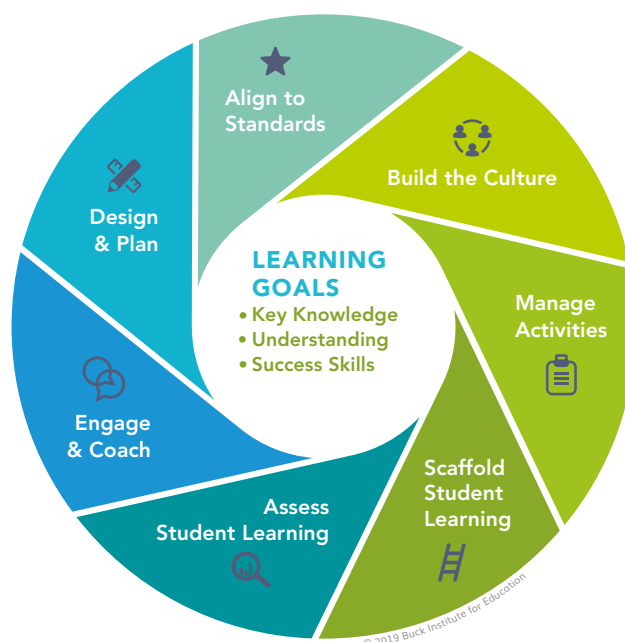 Align to
Standards
Build the Culture
Design
& Plan
LEARNING
GOALS
• Key Knowledge
• Understanding
• Success Skills
Manage
Activities
Engage
& Coach
Scaffold
Student
Learning
Assess
Student Learning
© 2019 Buck Institute for Education